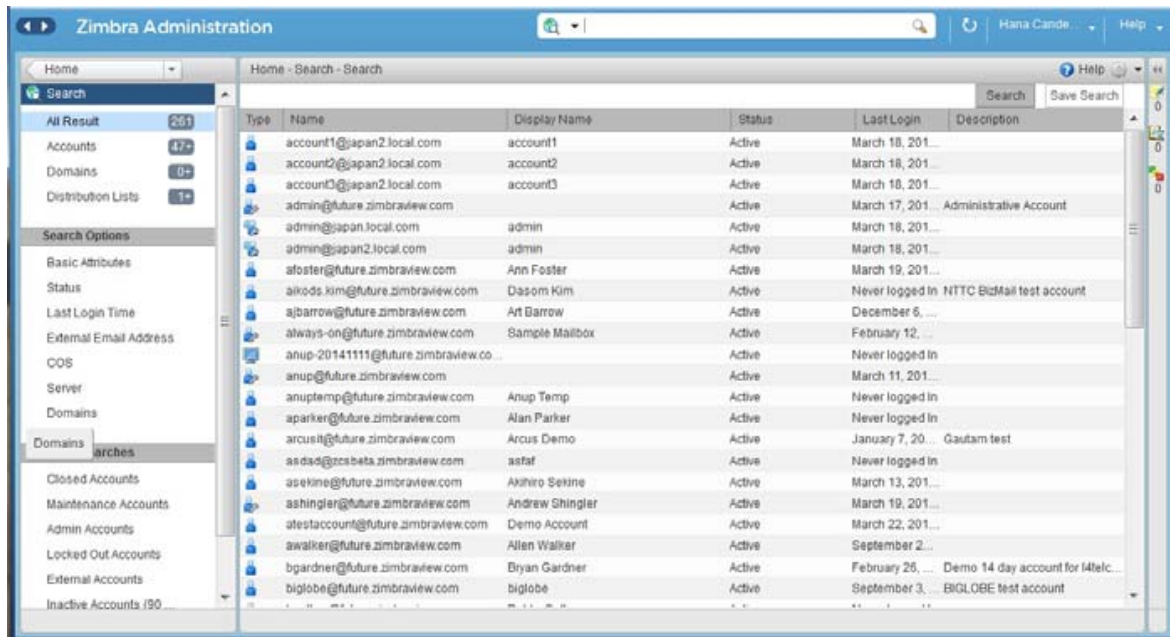 Zimbra Administration
Hana Cande...
Help
Home
Home - Search - Search
Help
Search
Search
Save Search
All Result 261
Accounts 47+
Domains 0+
Distribution Lists 1+
Search Options
Basic Attributes
Status
Last Login Time
External Email Address
COS
Server
Domains
Domains
arches
Closed Accounts
Maintenance Accounts
Admin Accounts
Locked Out Accounts
External Accounts
Inactive Accounts (90 ...
Type Name Display Name Status Last Login Description
account1@japan2.local.com account1 Active March 18, 201...
account2@japan2.local.com account2 Active March 18, 201...
account3@japan2.local.com account3 Active March 18, 201...
admin@future.zimbraview.com Active March 17, 201... Administrative Account
admin@japan.local.com admin Active March 18, 201...
admin@japan2.local.com admin Active March 18, 201...
afoster@future.zimbraview.com Ann Foster Active March 19, 201...
aikods.kim@future.zimbraview.com Dasom Kim Active Never logged In NTTC BizMail test account
ajbarrow@future.zimbraview.com Art Barrow Active December 6, ...
always-on@future.zimbraview.com Sample Mailbox Active February 12, ...
anup-20141111@future.zimbraview.co... Active Never logged In
anup@future.zimbraview.com Active March 11, 201...
anuptemp@future.zimbraview.com Anup Temp Active Never logged In
aparker@future.zimbraview.com Alan Parker Active Never logged In
arcusit@future.zimbraview.com Arcus Demo Active January 7, 20... Gautam test
asdad@zcsbeta.zimbraview.com asfaf Active Never logged In
asekine@future.zimbraview.com Akihiro Sekine Active March 13, 201...
ashingler@future.zimbraview.com Andrew Shingler Active March 19, 201...
atestaccount@future.zimbraview.com Demo Account Active March 22, 201...
awalker@future.zimbraview.com Allen Walker Active September 2...
bgardner@future.zimbraview.com Bryan Gardner Active February 26, ... Demo 14 day account for l4telc...
biglobe@future.zimbraview.com biglobe Active September 3, ... BIGLOBE test account
0
0
0